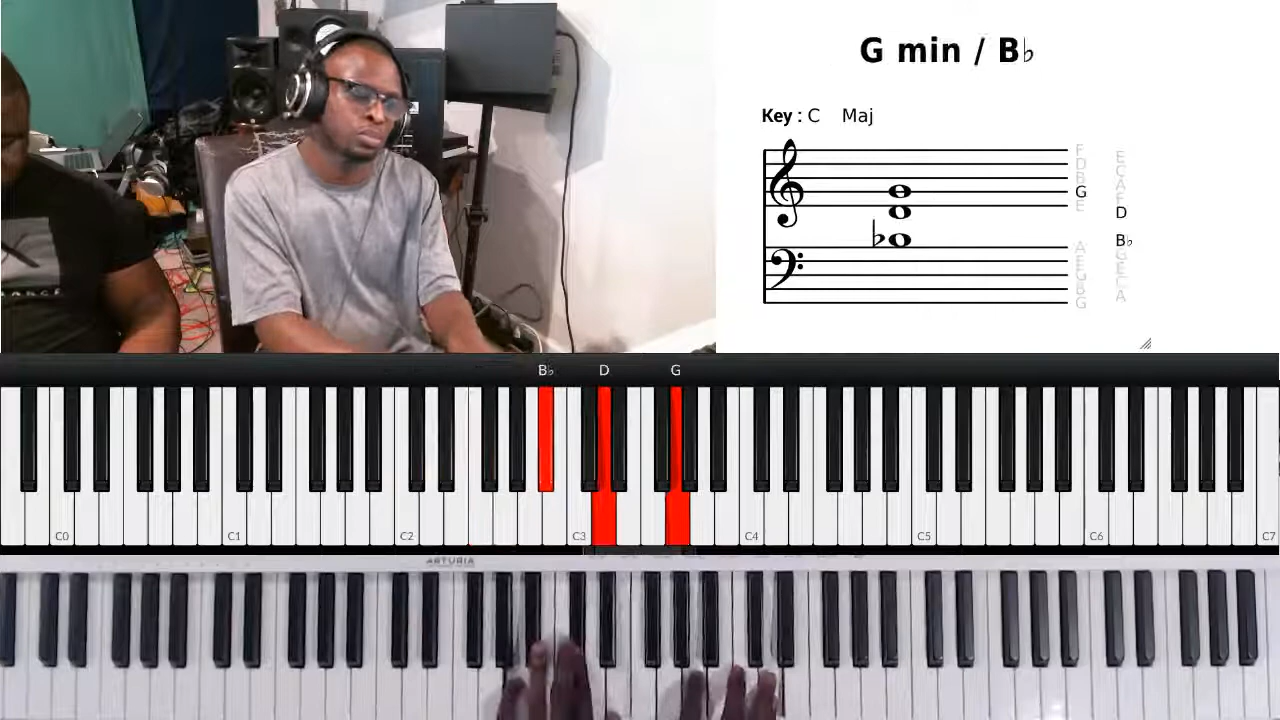 G min / B♭
Key : C Maj
F
D
B
G
E
A
F
G
B
G
E
C
A
F
D
B♭
G
E
C
A
B♭ D G
C0 C1 C2 C3 C4 C5 C6 C7
ARTURIA